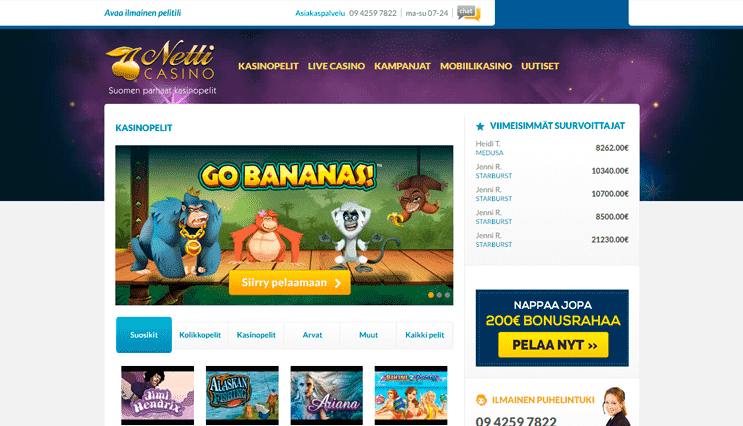 Avaa ilmainen pelitili
Asiakaspalvelu 09 4259 7822 ma-su 07-24 chat
Netti
CASINO
Suomen parhaat kasinopelit
KASINOPELIT LIVE CASINO KAMPANJAT MOBIILIKASINO UUTISET
KASINOPELIT
GO BANANAS!™
Siirry pelaamaan
Suosikit Kolikkopelit Kasinopelit Arvat Muut Kaikki pelit
Jimi
Hendrix
ALASKAN
FISHING
Ariana
BIKINI PARTY
VIIMEISIMMÄT SUURVOITTAJAT
Heidi T.
MEDUSA
8262.00€
Jenni R.
STARBURST
10340.00€
Jenni R.
STARBURST
10700.00€
Jenni R.
STARBURST
8500.00€
Jenni R.
STARBURST
21230.00€
NAPPAA JOPA
200€ BONUSRAHAA
PELAA NYT »
ILMAINEN PUHELINTUKI
09 4259 7822